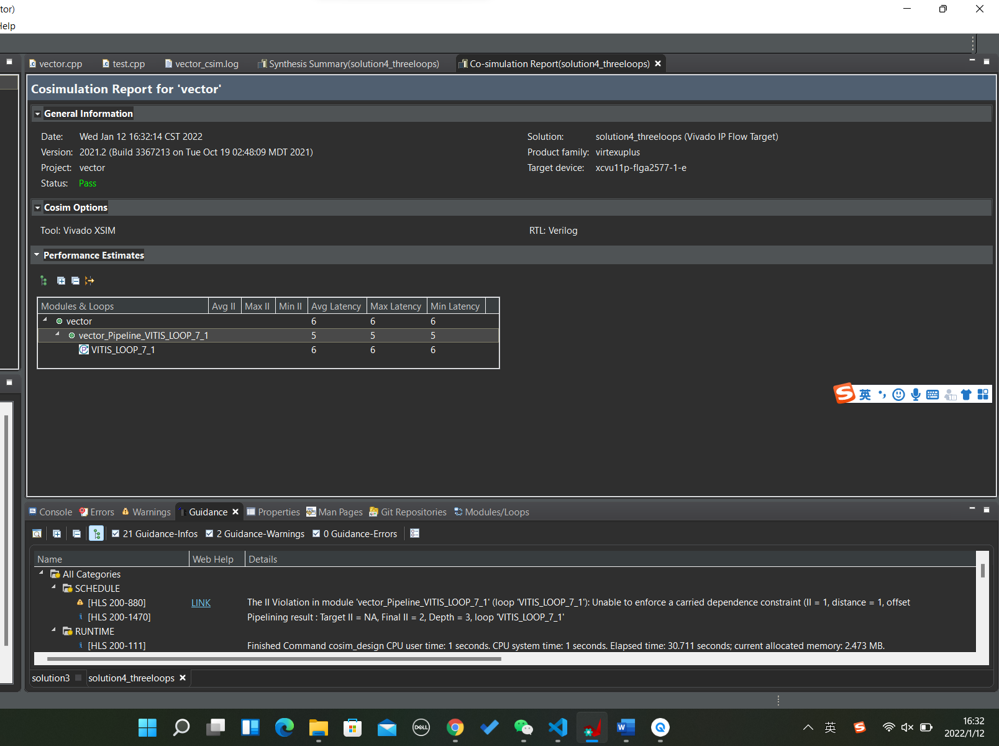 tor)
Help
vector.cpp test.cpp vector_csim.log Synthesis Summary(solution4_threeloops) Co-simulation Report(solution4_threeloops)
Cosimulation Report for 'vector'
General Information
Date: Wed Jan 12 16:32:14 CST 2022 Solution: solution4_threeloops (Vivado IP Flow Target)
Version: 2021.2 (Build 3367213 on Tue Oct 19 02:48:09 MDT 2021) Product family: virtexuplus
Project: vector Target device: xcvu11p-flga2577-1-e
Status: Pass
Cosim Options
Tool: Vivado XSIM RTL: Verilog
Performance Estimates
Modules & Loops Avg II Max II Min II Avg Latency Max Latency Min Latency
vector 6 6 6
vector_Pipeline_VITIS_LOOP_7_1 5 5 5
VITIS_LOOP_7_1 6 6 6
英
Console Errors Warnings Guidance Properties Man Pages Git Repositories Modules/Loops
21 Guidance-Infos 2 Guidance-Warnings 0 Guidance-Errors
Name Web Help Details
All Categories
SCHEDULE
[HLS 200-880] LINK The II Violation in module 'vector_Pipeline_VITIS_LOOP_7_1' (loop 'VITIS_LOOP_7_1'): Unable to enforce a carried dependence constraint (II = 1, distance = 1, offset
[HLS 200-1470] Pipelining result : Target II = NA, Final II = 2, Depth = 3, loop 'VITIS_LOOP_7_1'
RUNTIME
[HLS 200-111] Finished Command cosim_design CPU user time: 1 seconds. CPU system time: 1 seconds. Elapsed time: 30.711 seconds; current allocated memory: 2.473 MB.
solution3 solution4_threeloops
DELL
英 16:32
2022/1/12